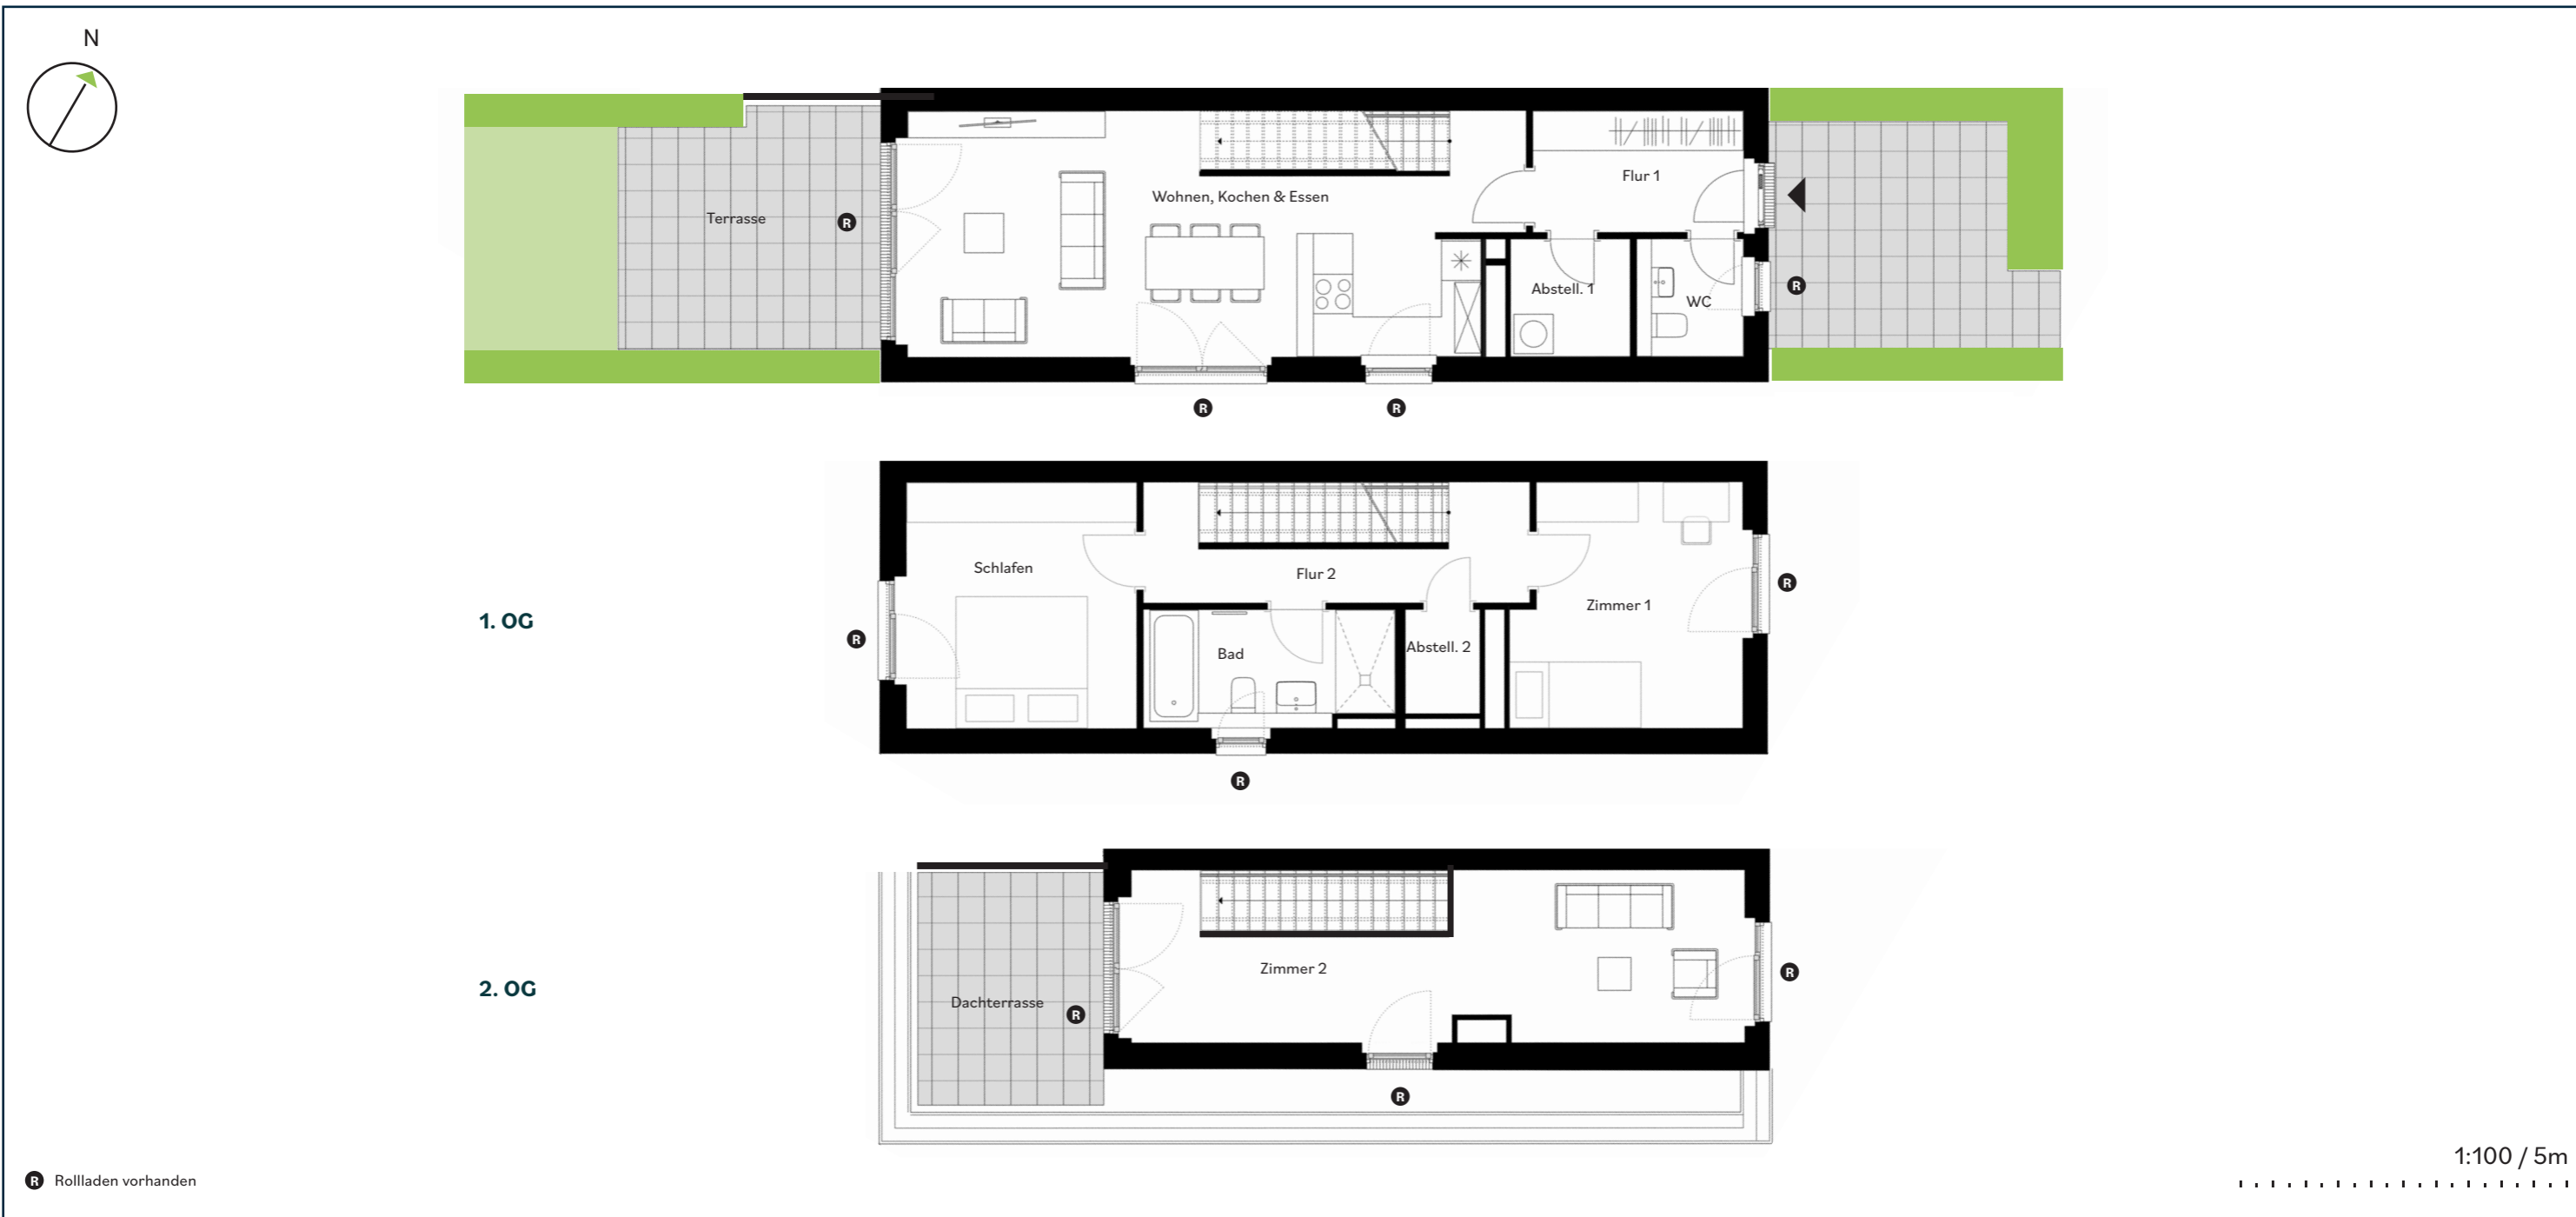 N
Terrasse
R
Wohnen, Kochen & Essen
Flur 1
Abstell. 1
WC
R
R
R
1. OG
Schlafen
Flur 2
Zimmer 1
Bad
Abstell. 2
R
R
R
2. OG
Dachterrasse
R
Zimmer 2
R
R
R Rollladen vorhanden
1:100 / 5m